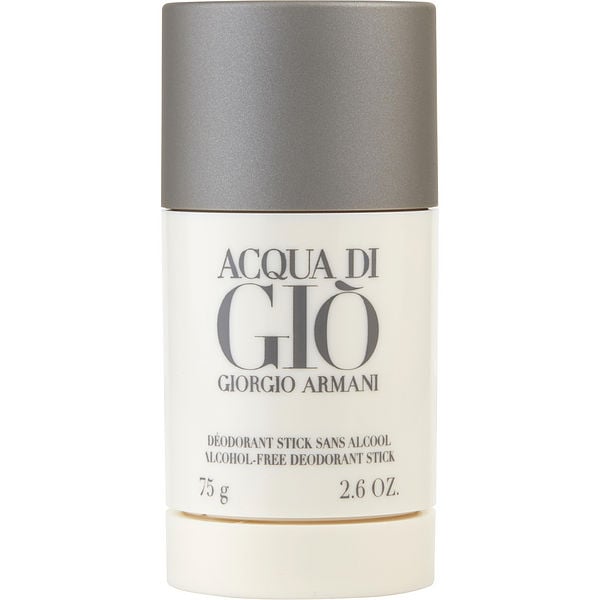 ACQUA DI
GIÒ
GIORGIO ARMANI
DÉODORANT STICK SANS ALCOOL
ALCOHOL-FREE DEODORANT STICK
75 g 2.6 OZ.